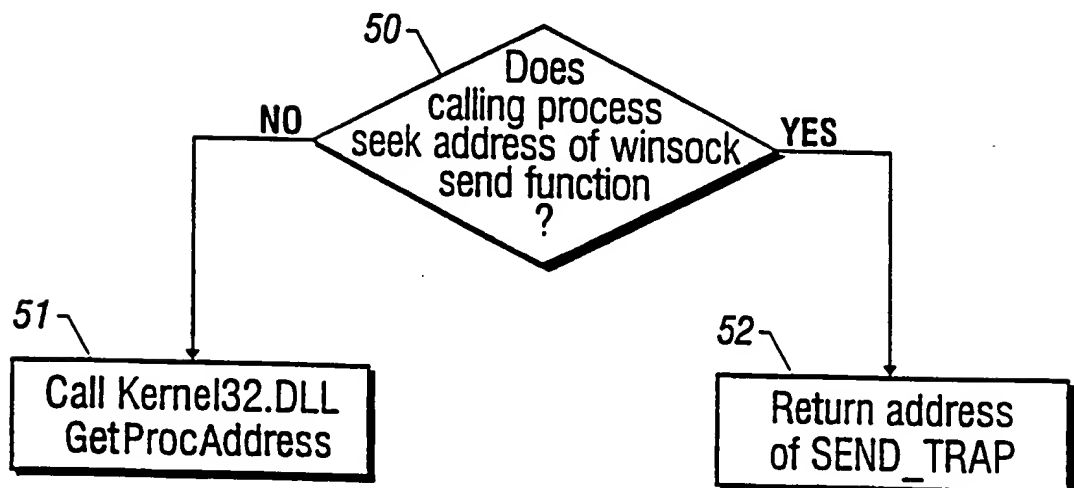 50
Does
calling process
seek address of winsock
send function
?
NO
YES
51
Call Kernel32.DLL
GetProcAddress
52
Return address
of SEND_TRAP